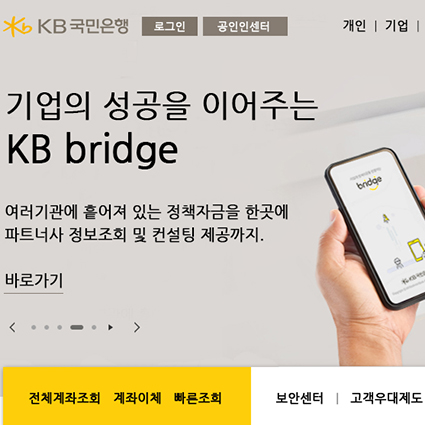 KB 국민은행 로그인 공인인센터 개인 | 기업 |
기업의 성공을 이어주는
KB bridge
bridge
여러기관에 흩어져 있는 정책자금을 한곳에
파트너사 정보조회 및 컨설팅 제공까지.
바로가기
전체계좌조회 계좌이체 빠른조회 보안센터 | 고객우대제도